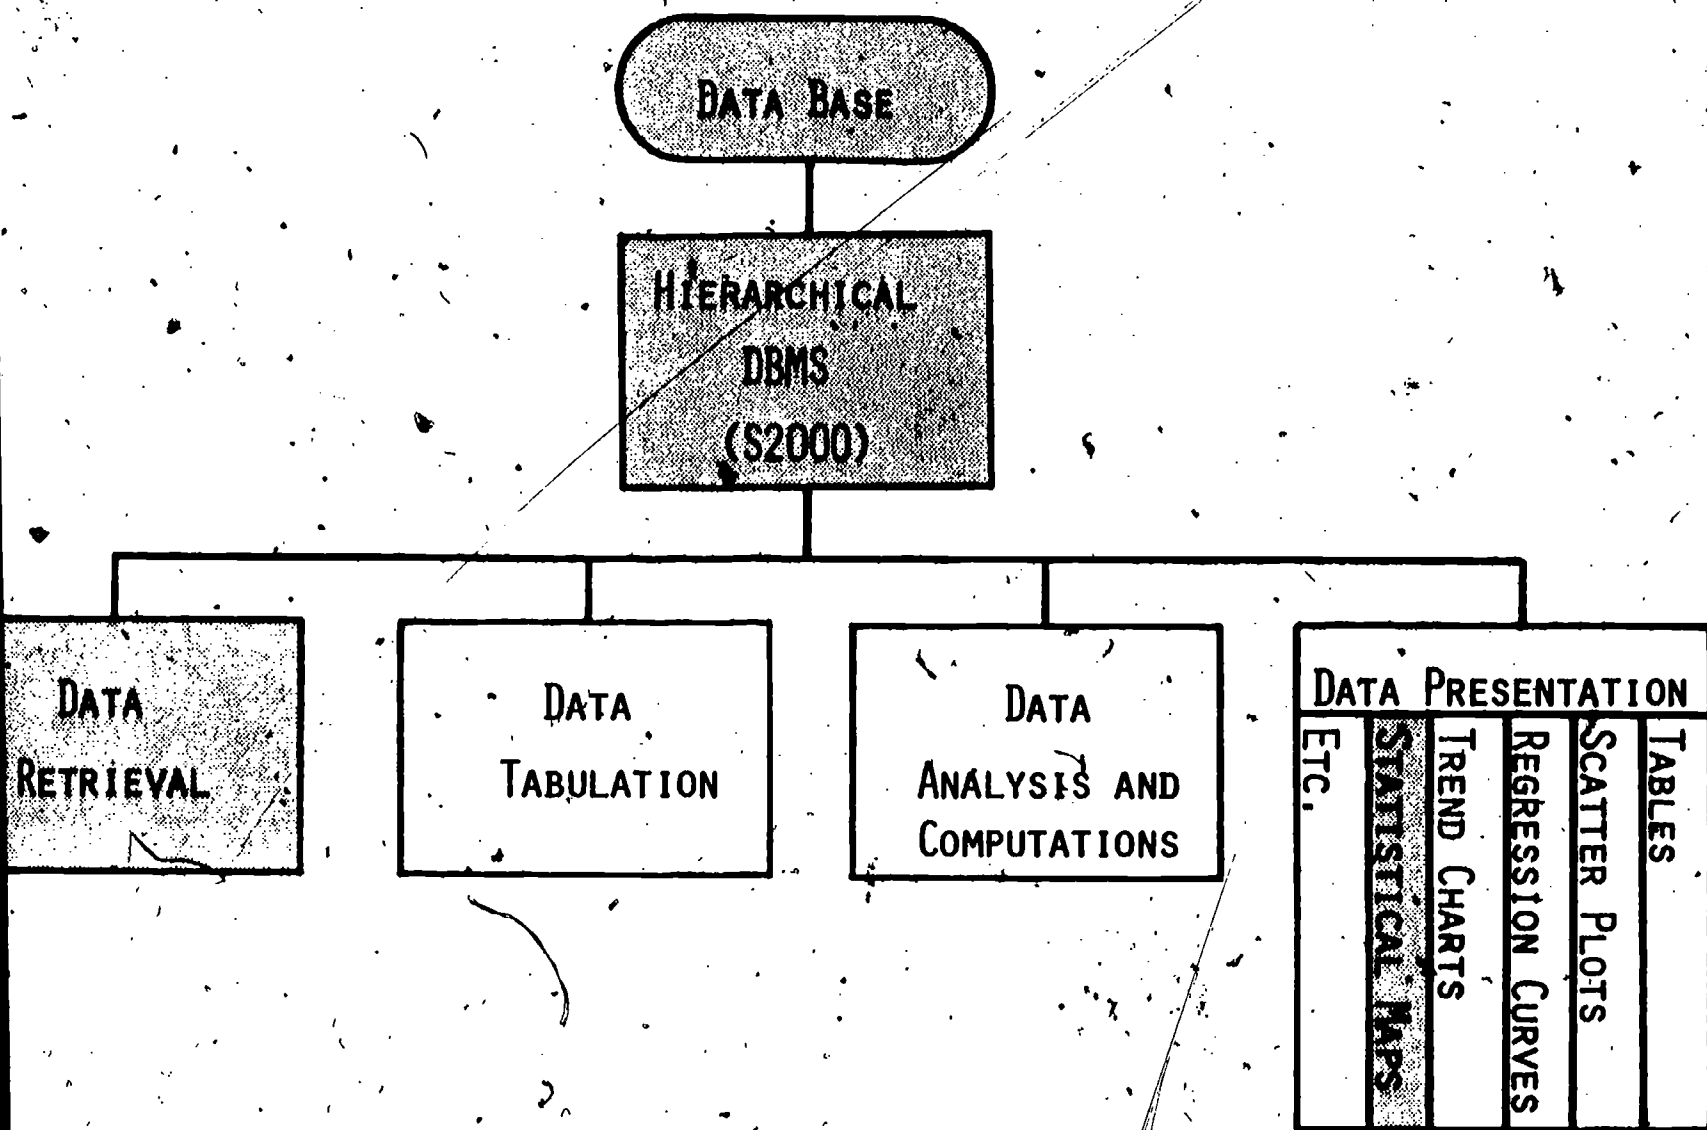 DATA BASE
HIERARCHICAL
DBMS
(S2000)
DATA
RETRIEVAL
DATA
TABULATION
DATA
ANALYSIS AND
COMPUTATIONS
DATA PRESENTATION
ETC.
STATISTICAL MAPS
TREND CHARTS
REGRESSION CURVES
SCATTER PLOTS
TABLES